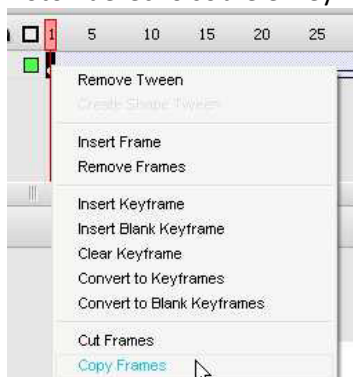 1 5 10 15 20 25
Remove Tween
Create Shape Tween
Insert Frame
Remove Frames
Insert Keyframe
Insert Blank Keyframe
Clear Keyframe
Convert to Keyframes
Convert to Blank Keyframes
Cut Frames
Copy Frames